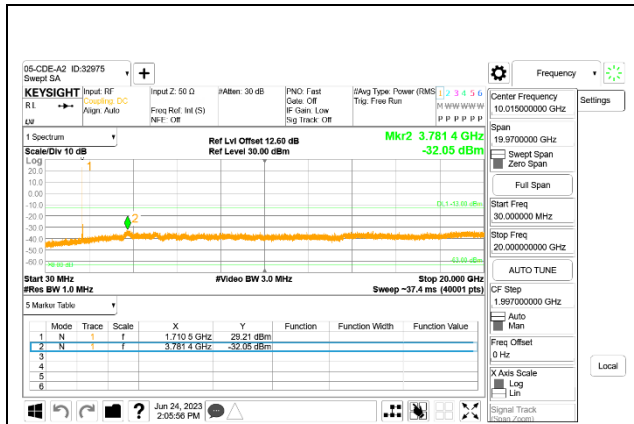 05-CDE-A2 ID:32975
Swept SA
Frequency
KEYSIGHT
RL
Input: RF
Coupling: DC
Align: Auto
Input Z: 50 Ω
Freq Ref: Int (S)
NFE: Off
#Atten: 30 dB
PNO: Fast
Gate: Off
IF Gain: Low
Sig Track: Off
#Avg Type: Power (RMS
Trig: Free Run
1 2 3 4 5 6
M W W W W W
P P P P P P
1 Spectrum
Scale/Div 10 dB
Ref Lvl Offset 12.60 dB
Ref Level 30.00 dBm
Mkr2 3.781 4 GHz
-32.05 dBm
Log
1
20.0
10.0
0.00
-10.0
DL1 -13.00 dBm
-20.0
2
-30.0
-40.0
-50.0
-60.0
Start 30 MHz
#Res BW 1.0 MHz
#Video BW 3.0 MHz
Stop 20.000 GHz
Sweep ~37.4 ms (40001 pts)
5 Marker Table
Mode Trace Scale X Y Function Function Width Function Value
1 N 1 f 1.710 5 GHz 29.21 dBm
2 N 1 f 3.781 4 GHz -32.05 dBm
3
4
5
6
Jun 24, 2023
2:05:56 PM
Center Frequency
10.015000000 GHz
Settings
Span
19.9700000 GHz
Swept Span
Zero Span
Full Span
Start Freq
30.000000 MHz
Stop Freq
20.000000000 GHz
AUTO TUNE
CF Step
1.997000000 GHz
Auto
Man
Freq Offset
0 Hz
X Axis Scale
Log
Lin
Local
Signal Track
(Span Zoom)